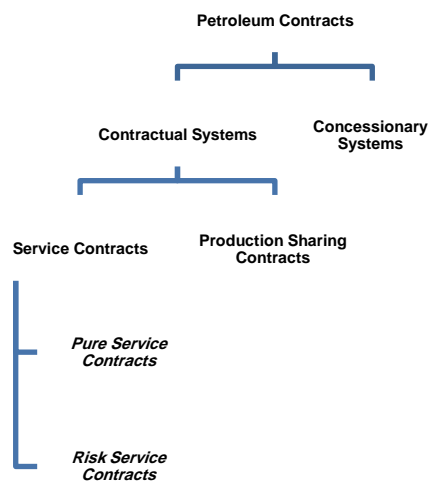 Petroleum Contracts
Contractual Systems
Concessionary
Systems
Service Contracts
Production Sharing
Contracts
Pure Service
Contracts
Risk Service
Contracts